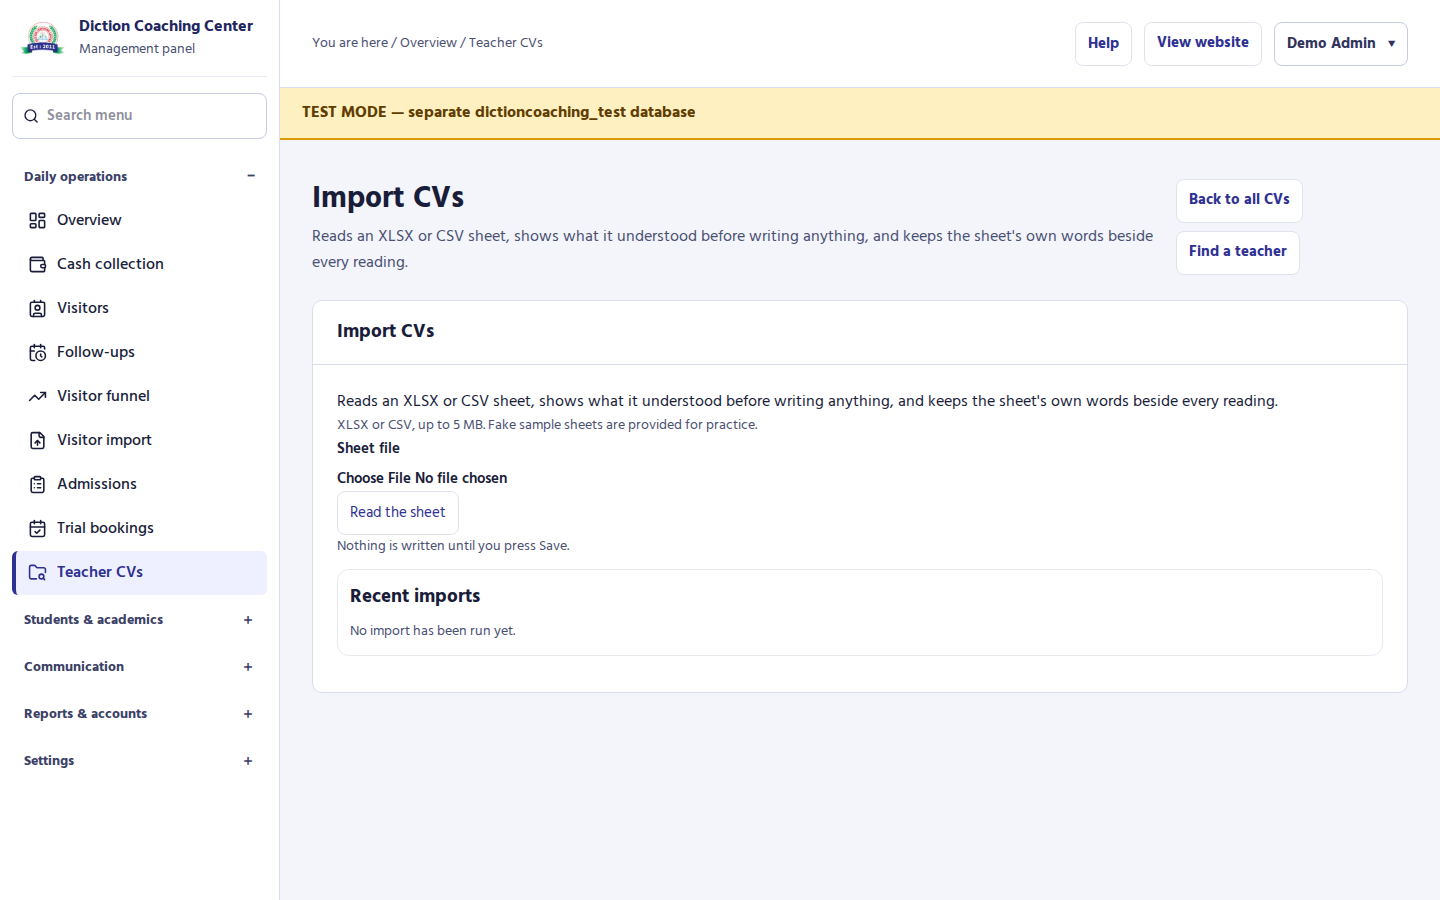 Diction Coaching Center
Management panel
Est : 2011
Search menu
Daily operations −
Overview
Cash collection
Visitors
Follow-ups
Visitor funnel
Visitor import
Admissions
Trial bookings
Teacher CVs
Students & academics +
Communication +
Reports & accounts +
Settings +
You are here / Overview / Teacher CVs
Help
View website
Demo Admin ▾
TEST MODE — separate dictioncoaching_test database
Import CVs
Reads an XLSX or CSV sheet, shows what it understood before writing anything, and keeps the sheet's own words beside
every reading.
Back to all CVs
Find a teacher
Import CVs
Reads an XLSX or CSV sheet, shows what it understood before writing anything, and keeps the sheet's own words beside every reading.
XLSX or CSV, up to 5 MB. Fake sample sheets are provided for practice.
Sheet file
Choose File No file chosen
Read the sheet
Nothing is written until you press Save.
Recent imports
No import has been run yet.